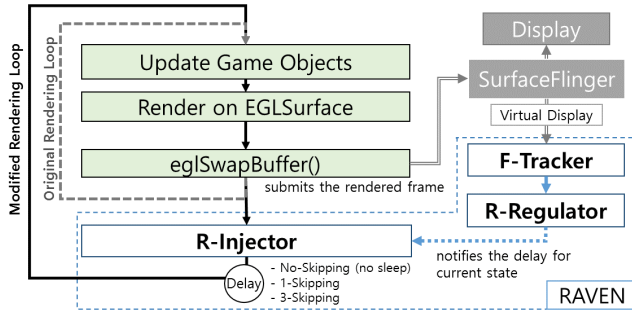 Modified Rendering Loop
Original Rendering Loop
Update Game Objects
Render on EGLSurface
eglSwapBuffer()
submits the rendered frame
Display
SurfaceFlinger
Virtual Display
F-Tracker
R-Regulator
notifies the delay for
current state
R-Injector
Delay
- No-Skipping (no sleep)
- 1-Skipping
- 3-Skipping
RAVEN